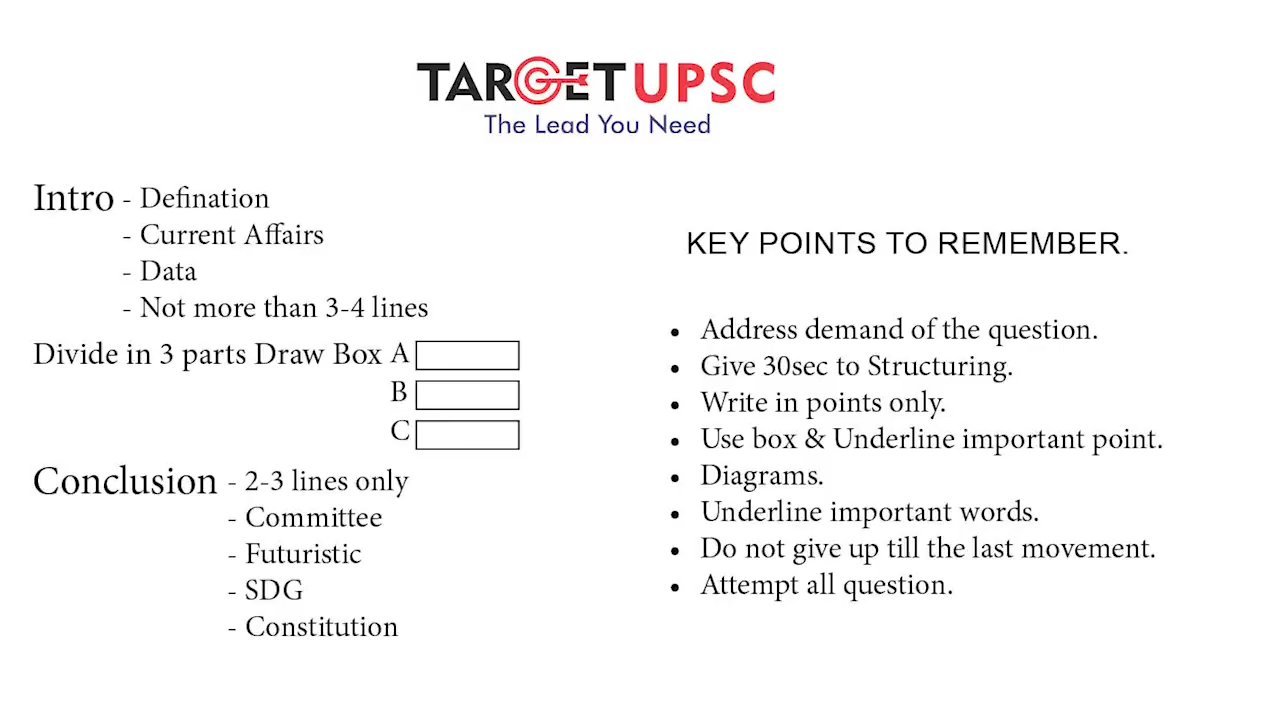 TARGET UPSC
The Lead You Need
Intro - Defination
- Current Affairs
- Data
- Not more than 3-4 lines
Divide in 3 parts Draw Box A
B
C
Conclusion - 2-3 lines only
- Committee
- Futuristic
- SDG
- Constitution
KEY POINTS TO REMEMBER.
• Address demand of the question.
• Give 30sec to Structuring.
• Write in points only.
• Use box & Underline important point.
• Diagrams.
• Underline important words.
• Do not give up till the last movement.
• Attempt all question.